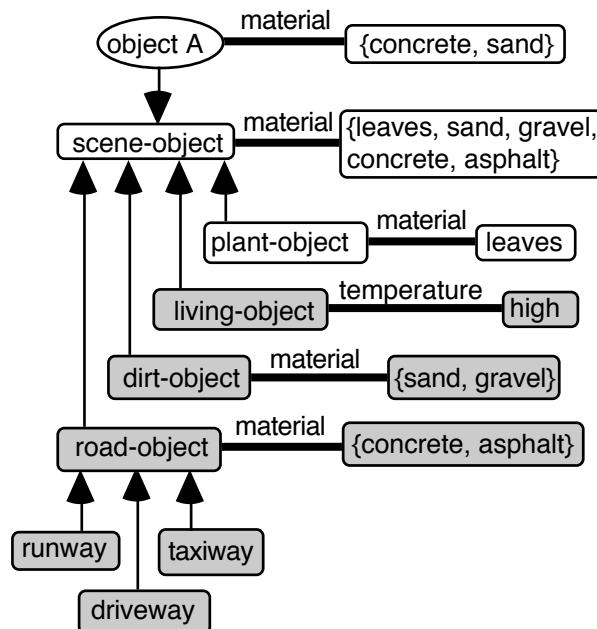 material
object A
{concrete, sand}
material
scene-object
{leaves, sand, gravel,
concrete, asphalt}
material
plant-object
leaves
temperature
living-object
high
material
dirt-object
{sand, gravel}
material
road-object
{concrete, asphalt}
runway
taxiway
driveway